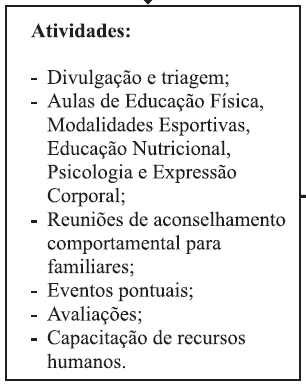 Atividades:
- Divulgação e triagem;
- Aulas de Educação Física,
Modalidades Esportivas,
Educação Nutricional,
Psicologia e Expressão
Corporal;
- Reuniões de aconselhamento
comportamental para
familiares;
- Eventos pontuais;
- Avaliações;
- Capacitação de recursos
humanos.